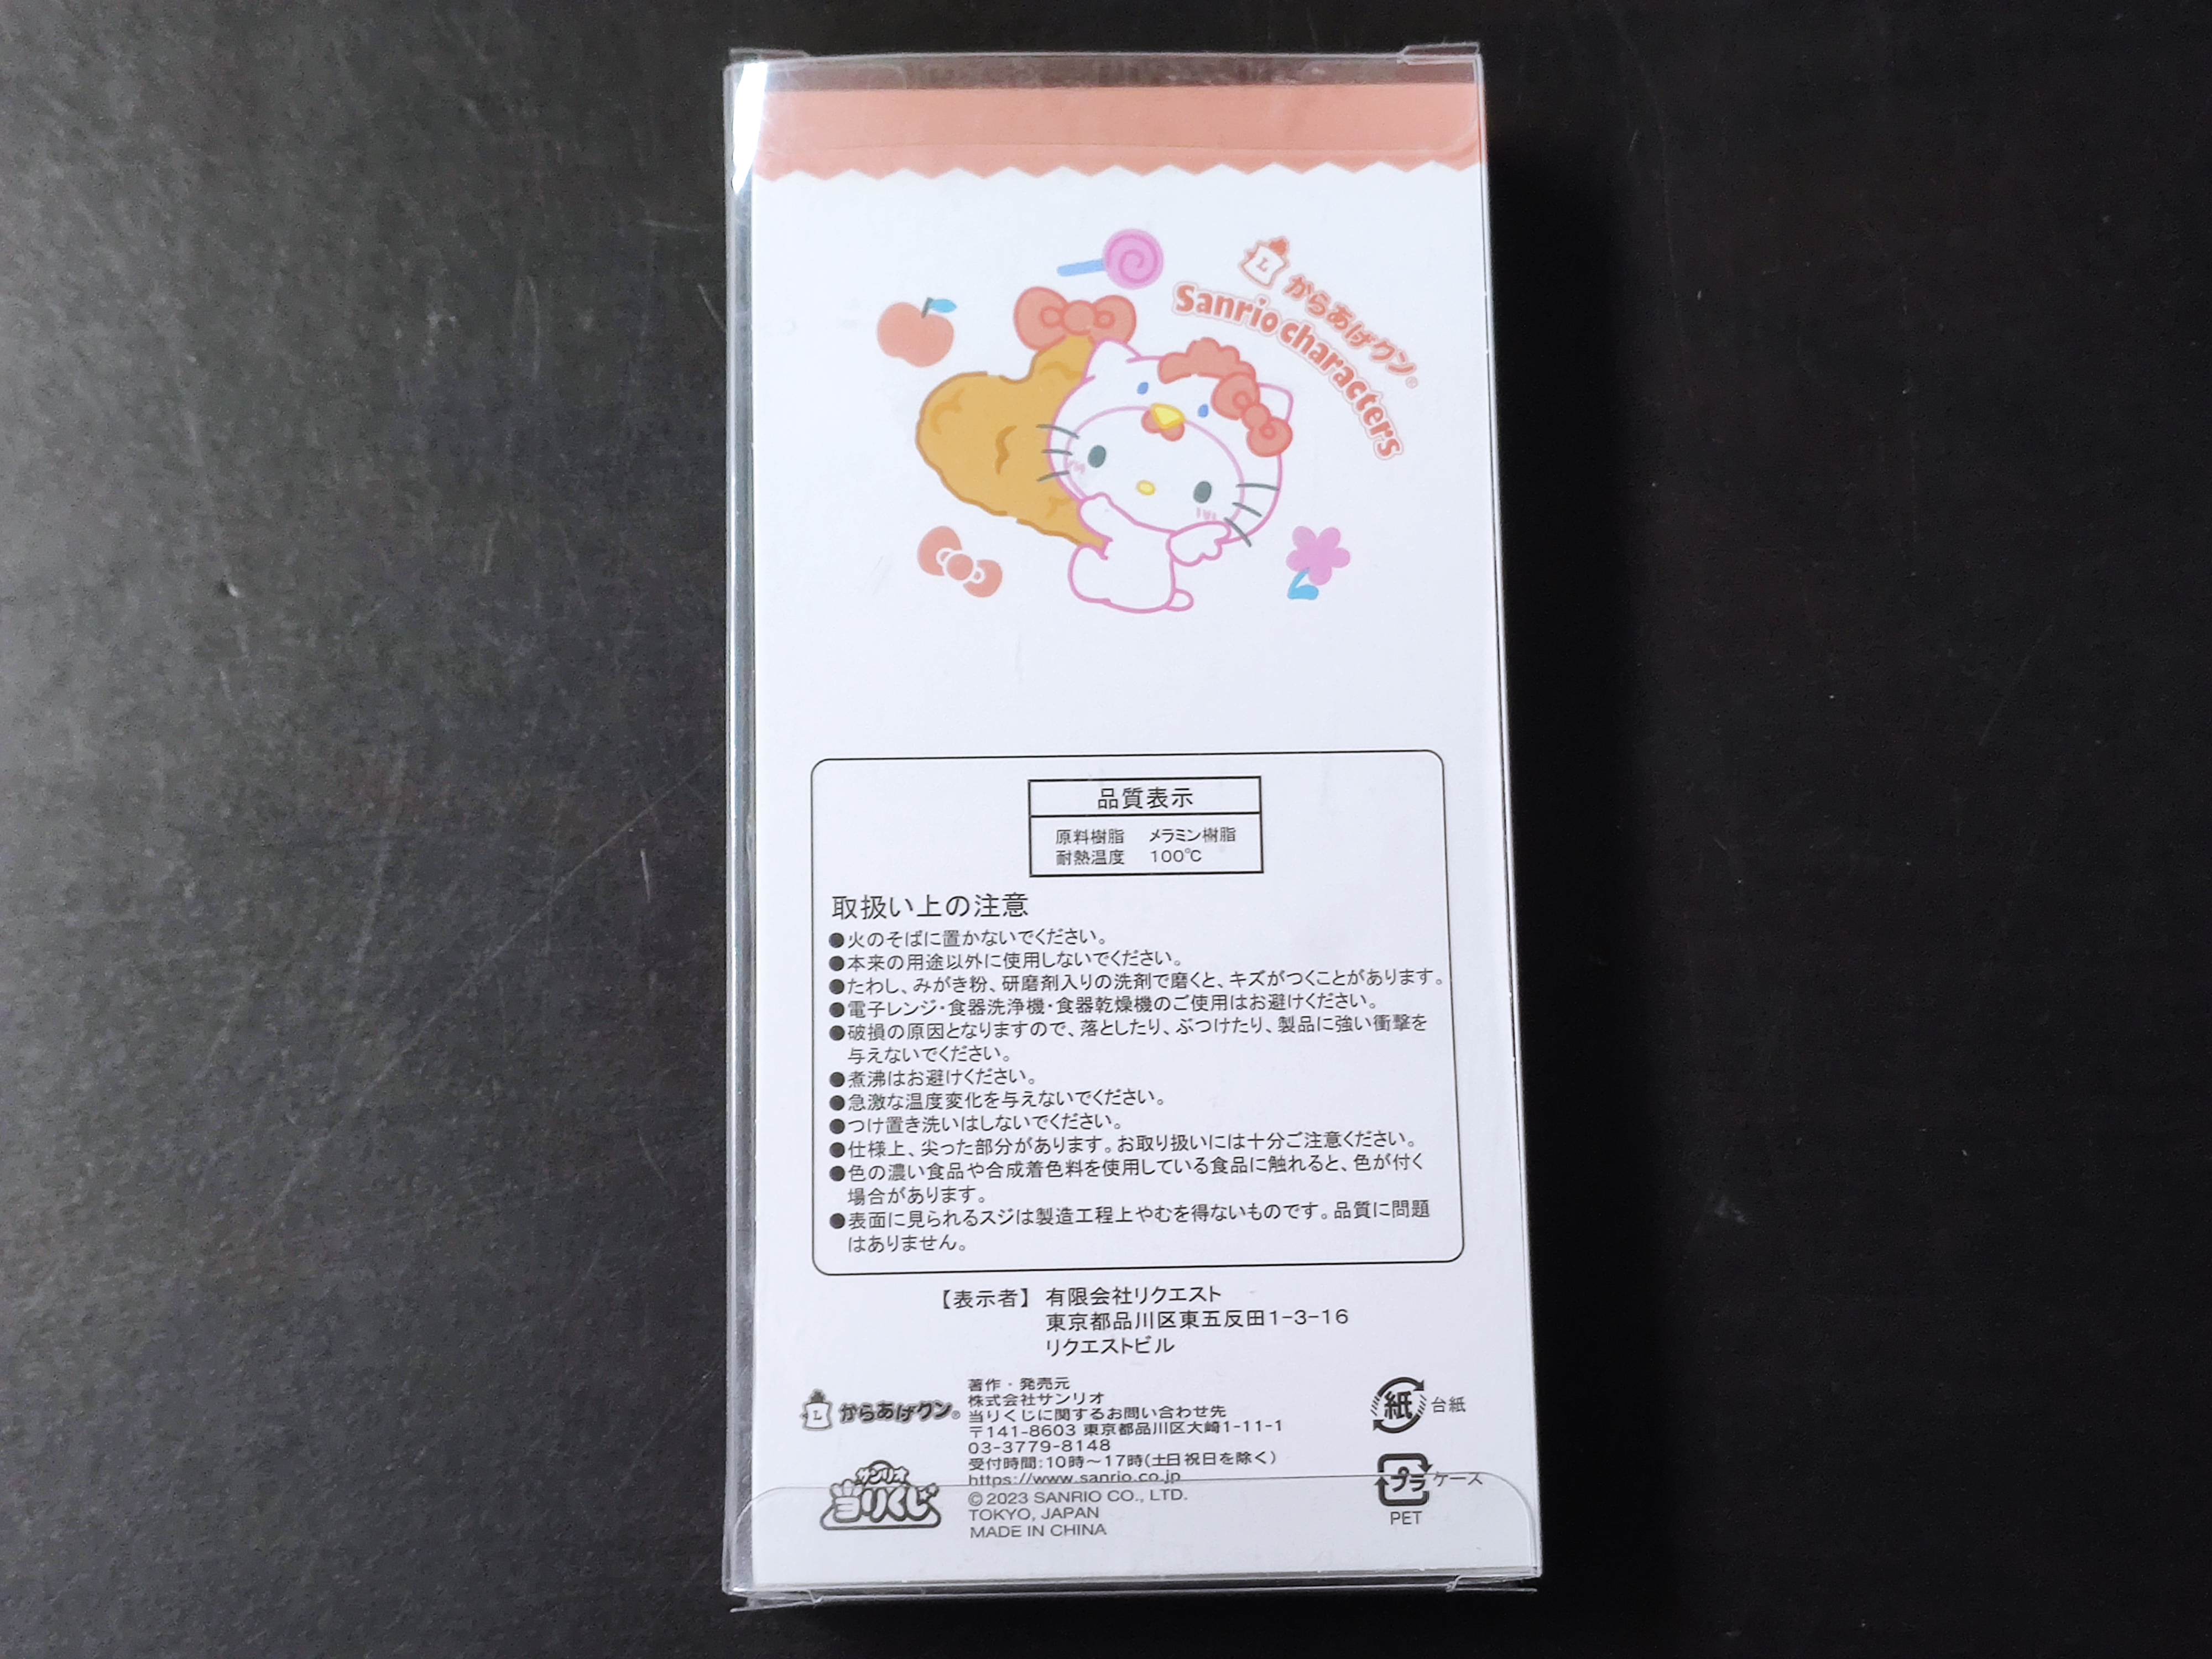 L
からあげクン®
Sanrio characters
品質表示
原料樹脂 メラミン樹脂
耐熱温度 100℃
取扱い上の注意
●火のそばに置かないでください。
●本来の用途以外に使用しないでください。
●たわし、みがき粉、研磨剤入りの洗剤で磨くと、キズがつくことがあります。
●電子レンジ・食器洗浄機・食器乾燥機のご使用はお避けください。
●破損の原因となりますので、落としたり、ぶつけたり、製品に強い衝撃を
与えないでください。
●煮沸はお避けください。
●急激な温度変化を与えないでください。
●つけ置き洗いはしないでください。
●仕様上、尖った部分があります。お取り扱いには十分ご注意ください。
●色の濃い食品や合成着色料を使用している食品に触れると、色が付く
場合があります。
●表面に見られるスジは製造工程上やむを得ないものです。品質に問題
はありません。
【表示者】 有限会社リクエスト
東京都品川区東五反田1-3-16
リクエストビル
L からあげクン®
サンリオ
当りくじ
著作・発売元
株式会社サンリオ
当りくじに関するお問い合わせ先
〒141-8603 東京都品川区大崎1-11-1
03-3779-8148
受付時間:10時～17時(土日祝日を除く)
https://www.sanrio.co.jp
©2023 SANRIO CO., LTD.
TOKYO, JAPAN
MADE IN CHINA
紙 台紙
プラ ケース
PET